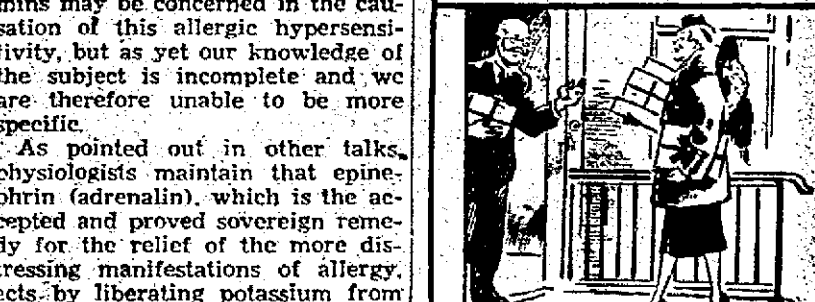 mins may be concerned in the cau-
sation of this allergic hypersensi-
tivity, but as yet our knowledge of
the subject is incomplete and we
are therefore unable to be more
specific.
As pointed out in other talks,
physiologists maintain that epine-
phrin (adrenalin), which is the ac-
cepted and proved sovereign reme-
dy for the relief of the more dis-
tressing manifestations of allergy,
acts by liberating potassium from